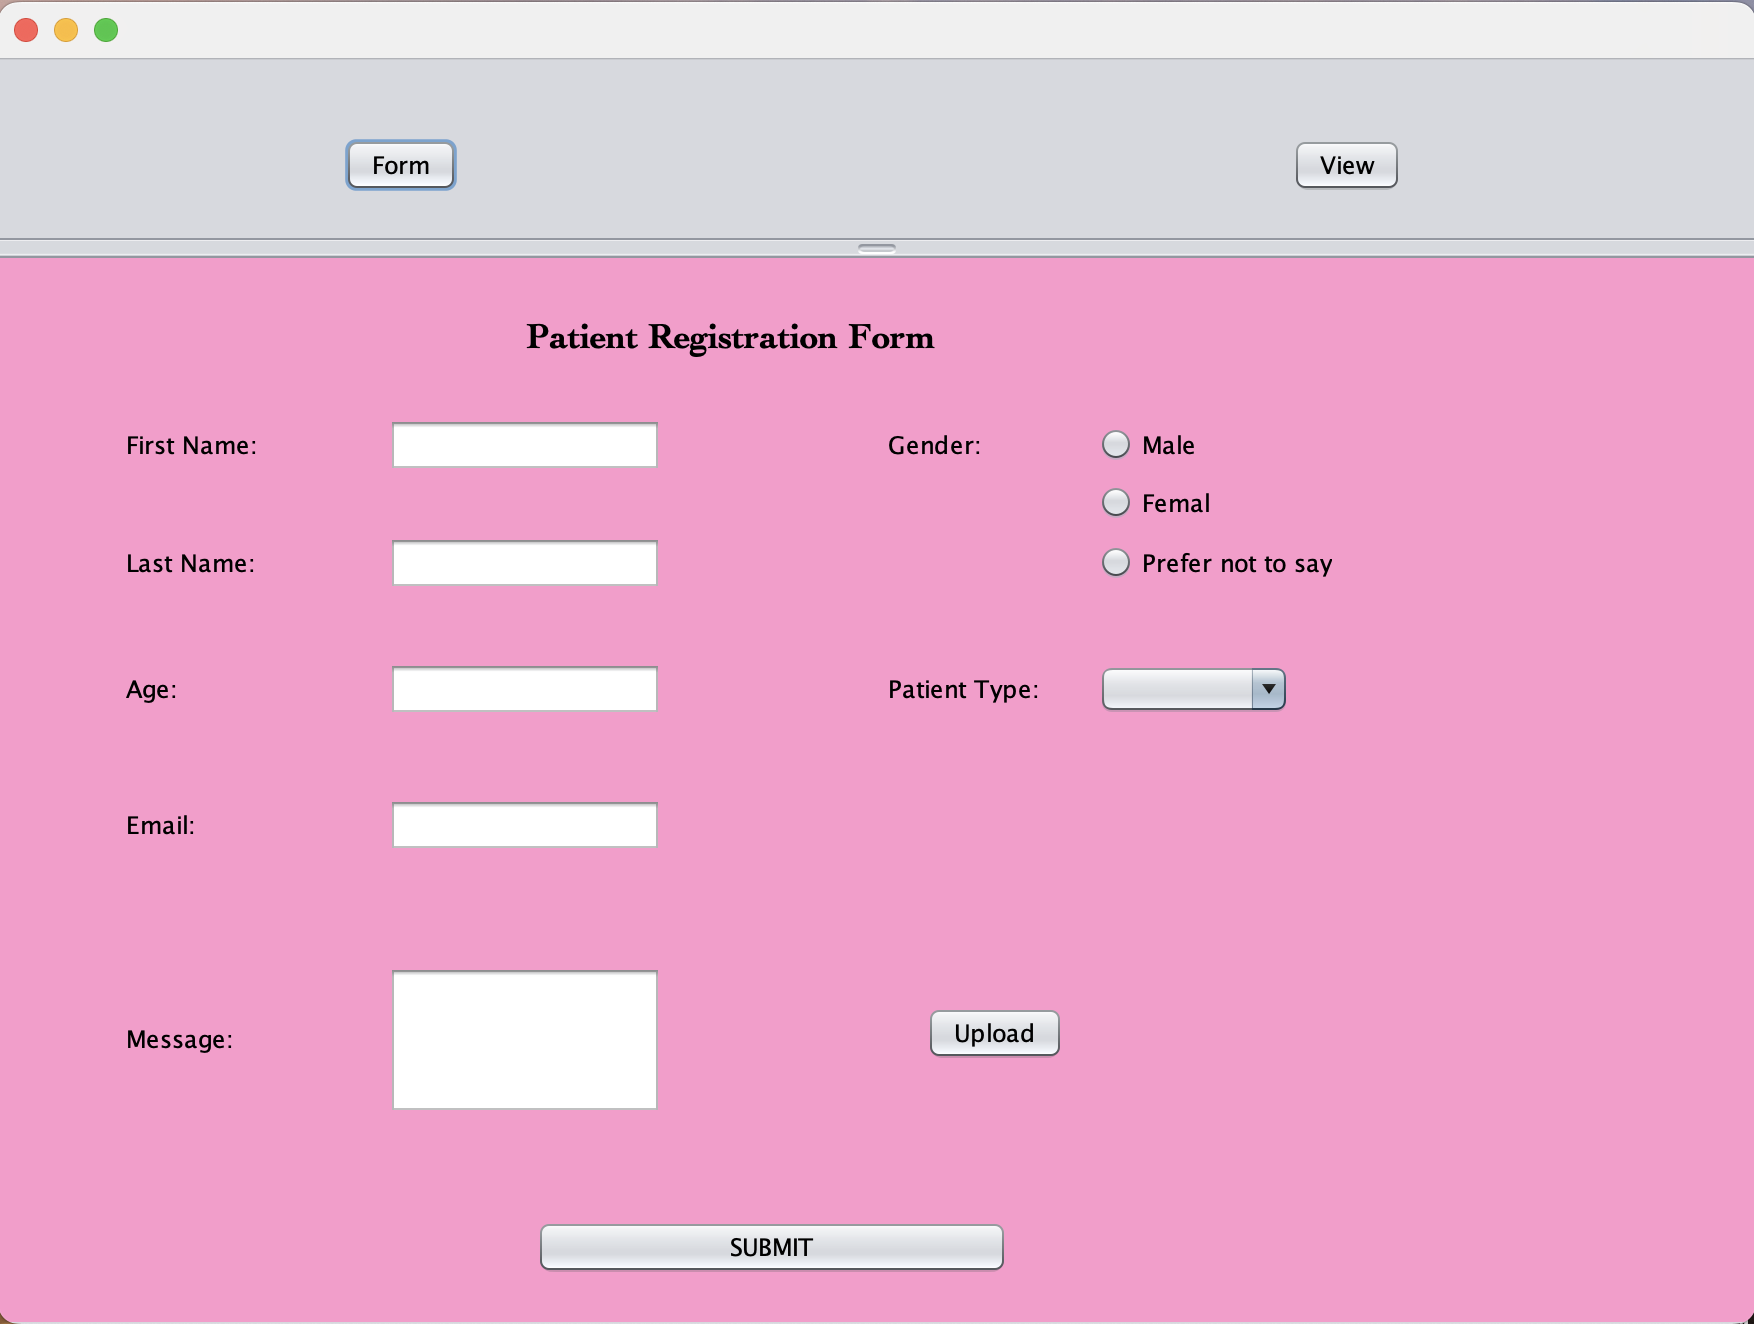 Form
View
Patient Registration Form
First Name:
Gender:
Male
Femal
Last Name:
Prefer not to say
Age:
Patient Type:
Email:
Message:
Upload
SUBMIT